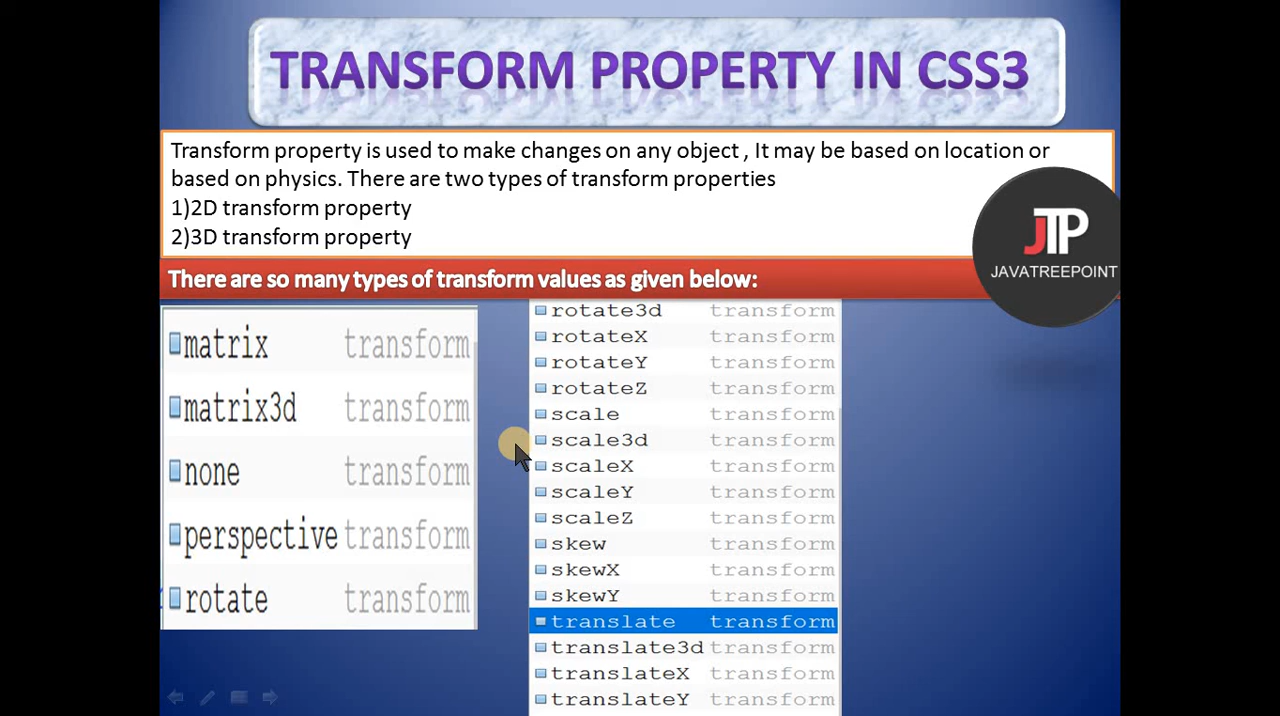 TRANSFORM PROPERTY IN CSS3
Transform property is used to make changes on any object , It may be based on location or
based on physics. There are two types of transform properties
1)2D transform property
2)3D transform property
JTP
JAVATREEPOINT
There are so many types of transform values as given below:
matrix transform
matrix3d transform
none transform
perspective transform
rotate transform
rotate3d transform
rotateX transform
rotateY transform
rotateZ transform
scale transform
scale3d transform
scaleX transform
scaleY transform
scaleZ transform
skew transform
skewX transform
skewY transform
translate transform
translate3d transform
translateX transform
translateY transform